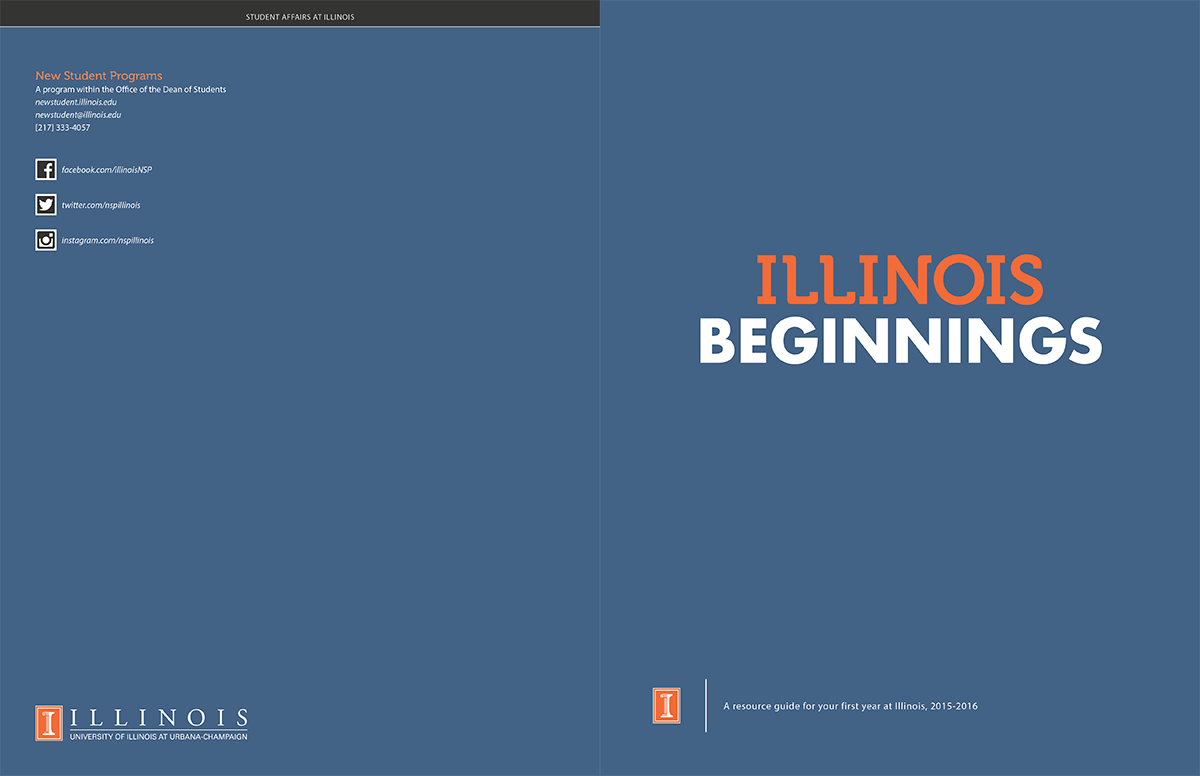 STUDENT AFFAIRS AT ILLINOIS
New Student Programs
A program within the Office of the Dean of Students
newstudent.illinois.edu
newstudent@illinois.edu
(217) 333-4057
facebook.com/illinoisNSP
twitter.com/nspillinois
instagram.com/nspillinois
I ILLINOIS
UNIVERSITY OF ILLINOIS AT URBANA-CHAMPAIGN
ILLINOIS
BEGINNINGS
I
A resource guide for your first year at Illinois, 2015-2016